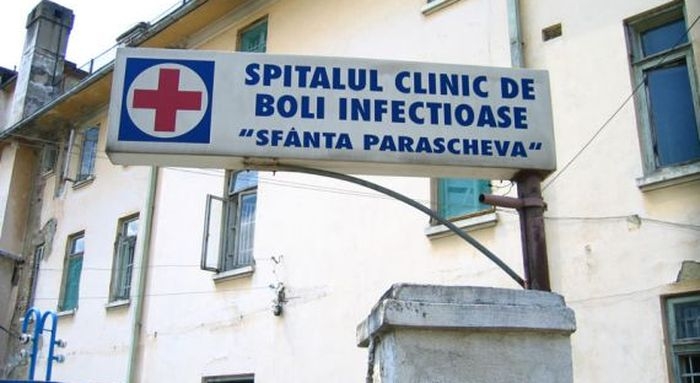 SPITALUL CLINIC DE
BOLI INFECTIOASE
"SFÂNTA PARASCHEVA"